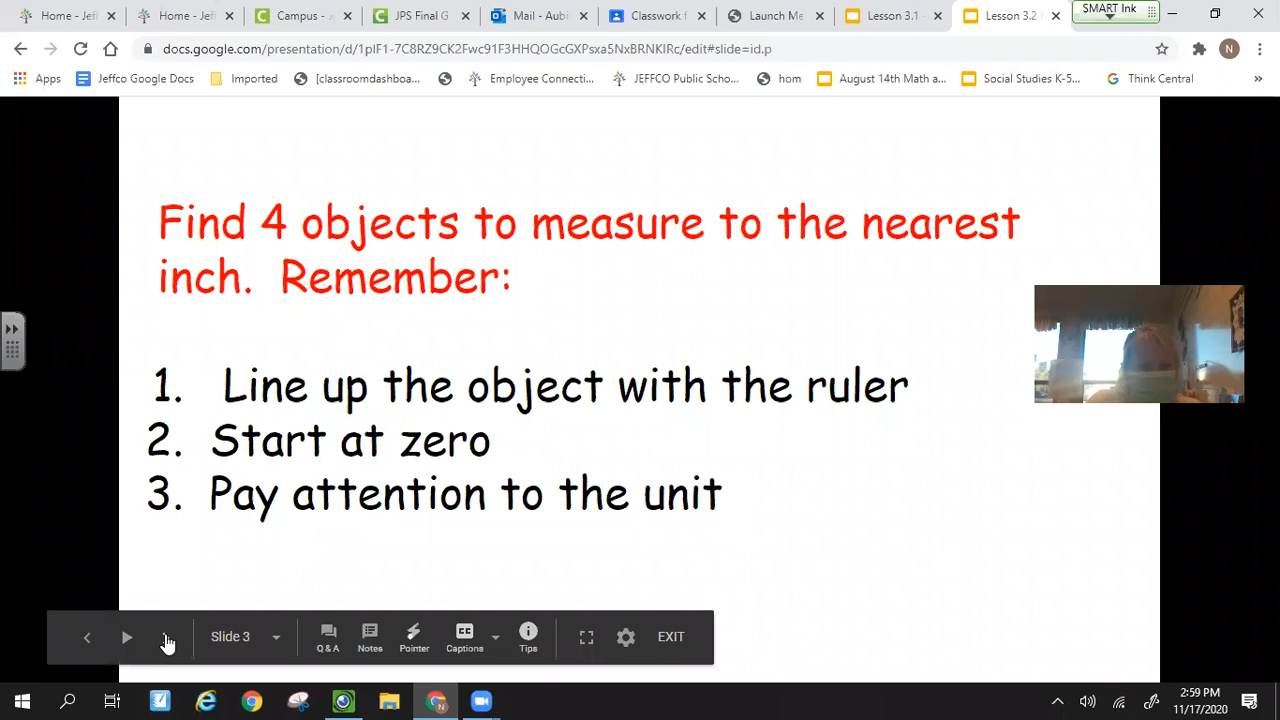 Home - Jef
Home - Jeff
Campus - A
JPS Final G
Mail - Aubi
Classwork f
Launch Me
Lesson 3.1 -
Lesson 3.2
SMART Ink
docs.google.com/presentation/d/1pIF1-7C8RZ9CK2Fwc91F3HHQOGcGXPsxa5NxBRNKIRc/edit#slide=id.p
N
Apps
Jeffco Google Docs
Imported
[classroomdashboa...
Employee Connecti...
JEFFCO Public Scho...
hsm
August 14th Math a...
Social Studies K-5...
Think Central
Find 4 objects to measure to the nearest
inch. Remember:
1. Line up the object with the ruler
2. Start at zero
3. Pay attention to the unit
Slide 3
Q & A
Notes
Pointer
Captions
Tips
EXIT
2:59 PM
11/17/2020